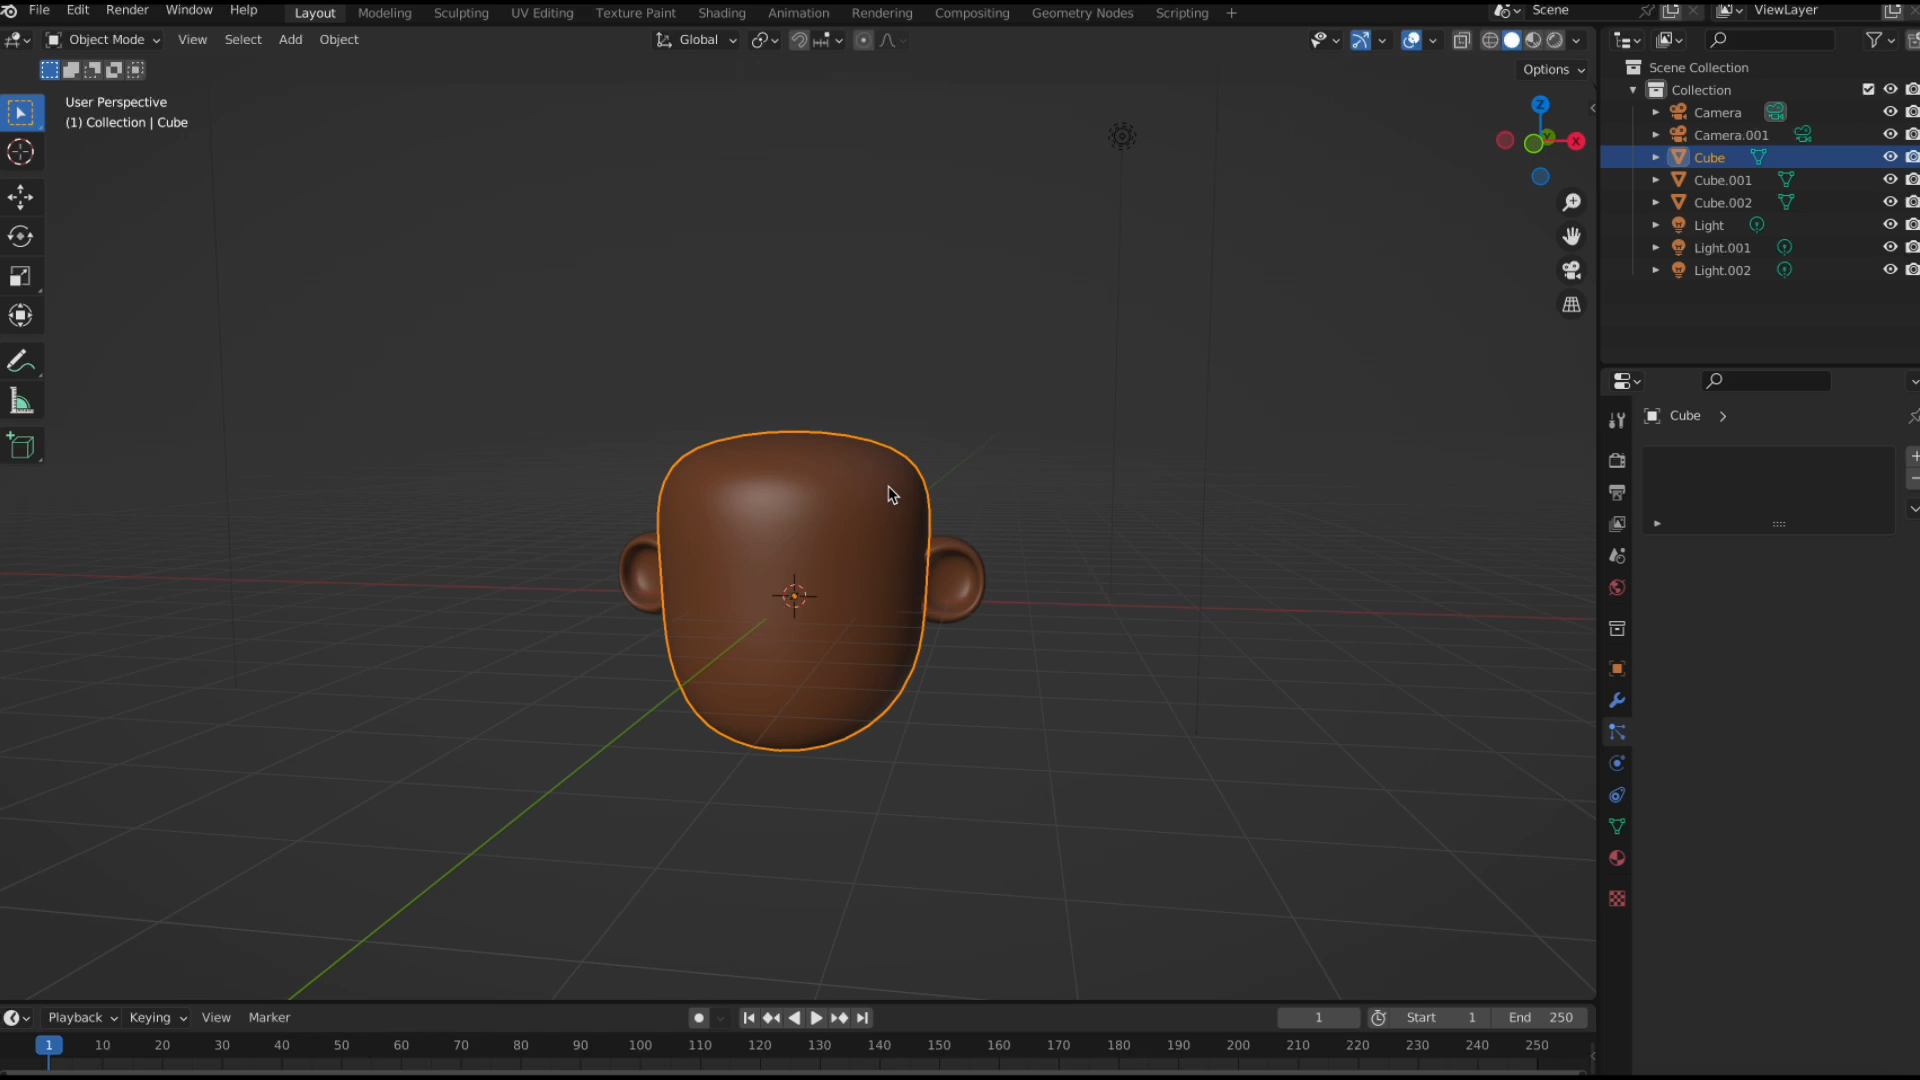 File Edit Render Window Help Layout Modeling Sculpting UV Editing Texture Paint Shading Animation Rendering Compositing Geometry Nodes Scripting + Scene ViewLayer
Object Mode View Select Add Object Global
Options
User Perspective
(1) Collection | Cube
Z
Y
X
Scene Collection
Collection
Camera
Camera.001
Cube
Cube.001
Cube.002
Light
Light.001
Light.002
Cube
Playback Keying View Marker 1 Start 1 End 250
1 10 20 30 40 50 60 70 80 90 100 110 120 130 140 150 160 170 180 190 200 210 220 230 240 250